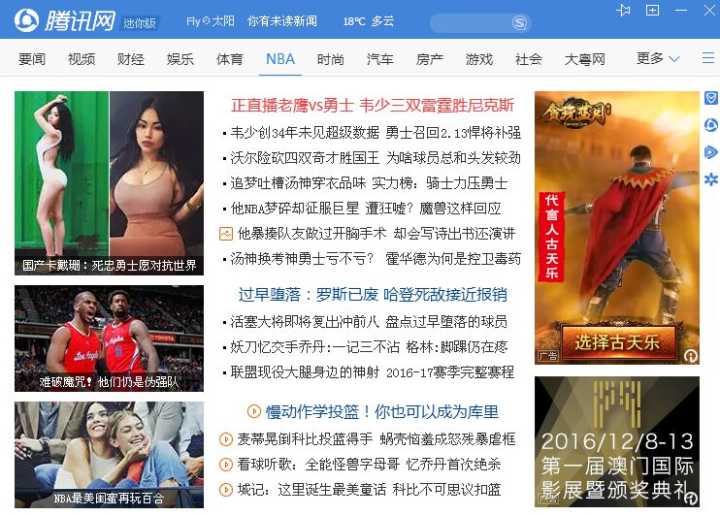 腾讯网 迷你版 Fly⊙太阳 你有未读新闻 18℃ 多云
要闻 视频 财经 娱乐 体育 NBA 时尚 汽车 房产 游戏 社会 大粤网 更多
国产卡戴珊：死忠勇士愿对抗世界
难破魔咒！他们仍是伪强队
NBA最美闺蜜再玩百合
正直播老鹰vs勇士 韦少三双雷霆胜尼克斯
韦少创34年未见超级数据 勇士召回2.13悍将补强
沃尔险砍四双奇才胜国王 为啥球员总和头发较劲
追梦吐槽汤神穿衣品味 实力榜：骑士力压勇士
他NBA梦碎却征服巨星 遭狂嘘？魔兽这样回应
他暴揍队友做过开胸手术 却会写诗出书还演讲
汤神换考神勇士亏不亏？ 霍华德为何是控卫毒药
过早堕落：罗斯已废 哈登死敌接近报销
活塞大将即将复出冲前八 盘点过早堕落的球员
妖刀忆交手乔丹:一记三不沾 格林:脚踝仍在疼
联盟现役大腿身边的神射 2016-17赛季完整赛程
慢动作学投篮！你也可以成为库里
麦蒂晃倒科比投篮得手 蜗壳恼羞成怒残暴虐框
看球听歌：全能怪兽字母哥 忆乔丹首次绝杀
域记：这里诞生最美童话 科比不可思议扣篮
贪玩蓝月
代言人古天乐
选择古天乐
广告
2016/12/8-13
第一届澳门国际
影展暨颁奖典礼
广告